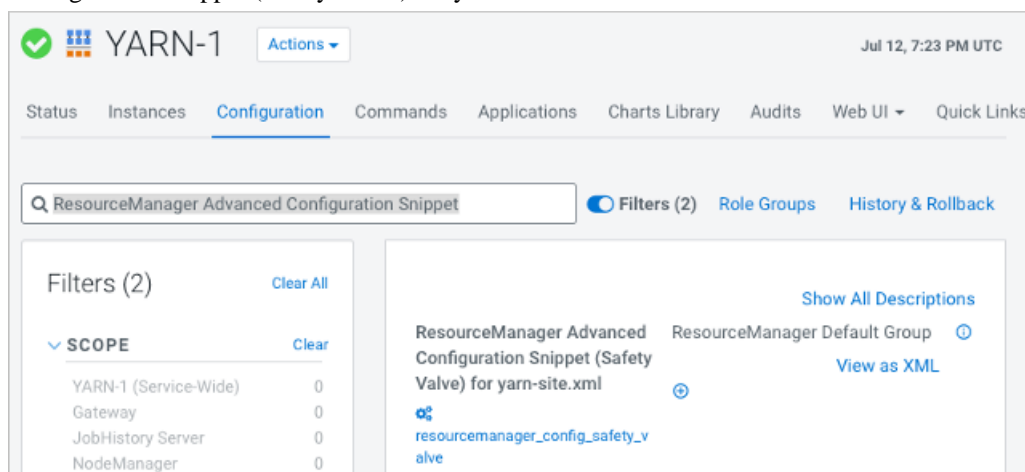 YARN-1 Actions Jul 12, 7:23 PM UTC
Status Instances Configuration Commands Applications Charts Library Audits Web UI Quick Links
ResourceManager Advanced Configuration Snippet Filters (2) Role Groups History & Rollback
Filters (2) Clear All
SCOPE Clear
YARN-1 (Service-Wide) 0
Gateway 0
JobHistory Server 0
NodeManager 0
Show All Descriptions
ResourceManager Advanced
Configuration Snippet (Safety
Valve) for yarn-site.xml
resourcemanager_config_safety_v
alve
ResourceManager Default Group
View as XML